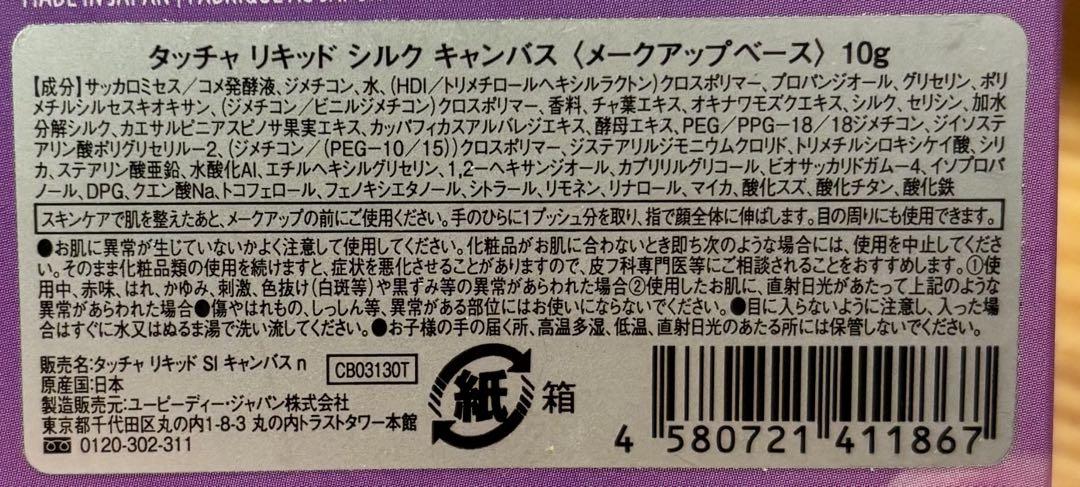 MADE IN JAPAN | FABRIQUÉ AU JAPON
タッチャ リキッド シルク キャンバス〈メークアップベース〉10g
【成分】サッカロミセス/コメ発酵液、ジメチコン、水、(HDI/トリメチロールヘキシルラクトン)クロスポリマー、プロパンジオール、グリセリン、ポリ
メチルシルセスキオキサン、(ジメチコン/ビニルジメチコン)クロスポリマー、香料、チャ葉エキス、オキナワモズクエキス、シルク、セリシン、加水
分解シルク、カエサルピニアスピノサ果実エキス、カッパフィカスアルバレジエキス、酵母エキス、PEG/PPG-18/18ジメチコン、ジイソステ
アリン酸ポリグリセリル-2、(ジメチコン/(PEG-10/15))クロスポリマー、ジステアリルジモニウムクロリド、トリメチルシロキシケイ酸、シリ
カ、ステアリン酸亜鉛、水酸化Al、エチルヘキシルグリセリン、1,2-ヘキサンジオール、カプリリルグリコール、ビオサッカリドガム-4、イソプロパ
ノール、DPG、クエン酸Na、トコフェロール、フェノキシエタノール、シトラール、リモネン、リナロール、マイカ、酸化スズ、酸化チタン、酸化鉄
スキンケアで肌を整えたあと、メークアップの前にご使用ください。手のひらに1プッシュ分を取り、指で顔全体に伸ばします。目の周りにも使用できます。
●お肌に異常が生じていないかよく注意して使用してください。化粧品がお肌に合わないとき即ち次のような場合には、使用を中止してくださ
い。そのまま化粧品類の使用を続けますと、症状を悪化させることがありますので、皮フ科専門医等にご相談されることをおすすめします。①使
用中、赤味、はれ、かゆみ、刺激、色抜け(白斑等)や黒ずみ等の異常があらわれた場合②使用したお肌に、直射日光があたって上記のような
異常があらわれた場合●傷やはれもの、しっしん等、異常がある部位にはお使いにならないでください。●目に入らないように注意し、入った場
合はすぐに水又はぬるま湯で洗い流してください。●お子様の手の届く所、高温多湿、低温、直射日光のあたる所には保管しないでください。
販売名:タッチャ リキッド SI キャンバス n
CB03130T
原産国:日本
製造販売元:ユーピーディー・ジャパン株式会社
東京都千代田区丸の内1-8-3 丸の内トラストタワー本館
0120-302-311
紙
箱
4 580721 411867